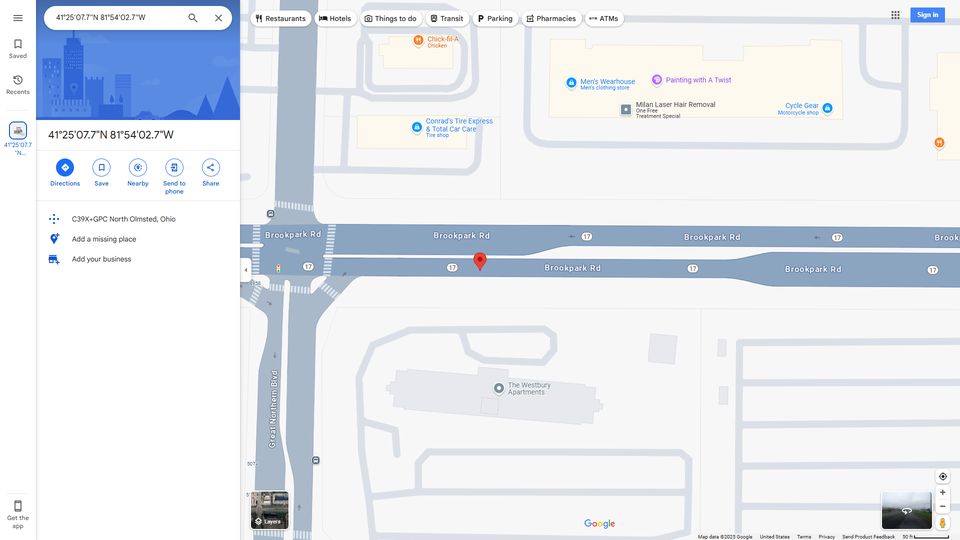 41°25'07.7"N 81°54'02.7"W
Restaurants
Hotels
Things to do
Transit
Parking
Pharmacies
ATMs
Sign in
Saved
Recents
41°25'07.7
"N...
41°25'07.7"N 81°54'02.7"W
Directions
Save
Nearby
Send to
phone
Share
C39X+GPC North Olmsted, Ohio
Add a missing place
Add your business
Get the
app
Chick-fil-A
Chicken
Conrad's Tire Express
& Total Car Care
Tire shop
Men's Wearhouse
Men's clothing store
Painting with A Twist
Milan Laser Hair Removal
One Free
Treatment Special
Cycle Gear
Motorcycle shop
Brookpark Rd
Brookpark Rd
17
Brookpark Rd
17
Brook
17
17
Brookpark Rd
17
Brookpark Rd
17
Great Northern Blvd
The Westbury
Apartments
507
Layers
Google
Map data ©2025 Google
United States
Terms
Privacy
Send Product Feedback
50 ft